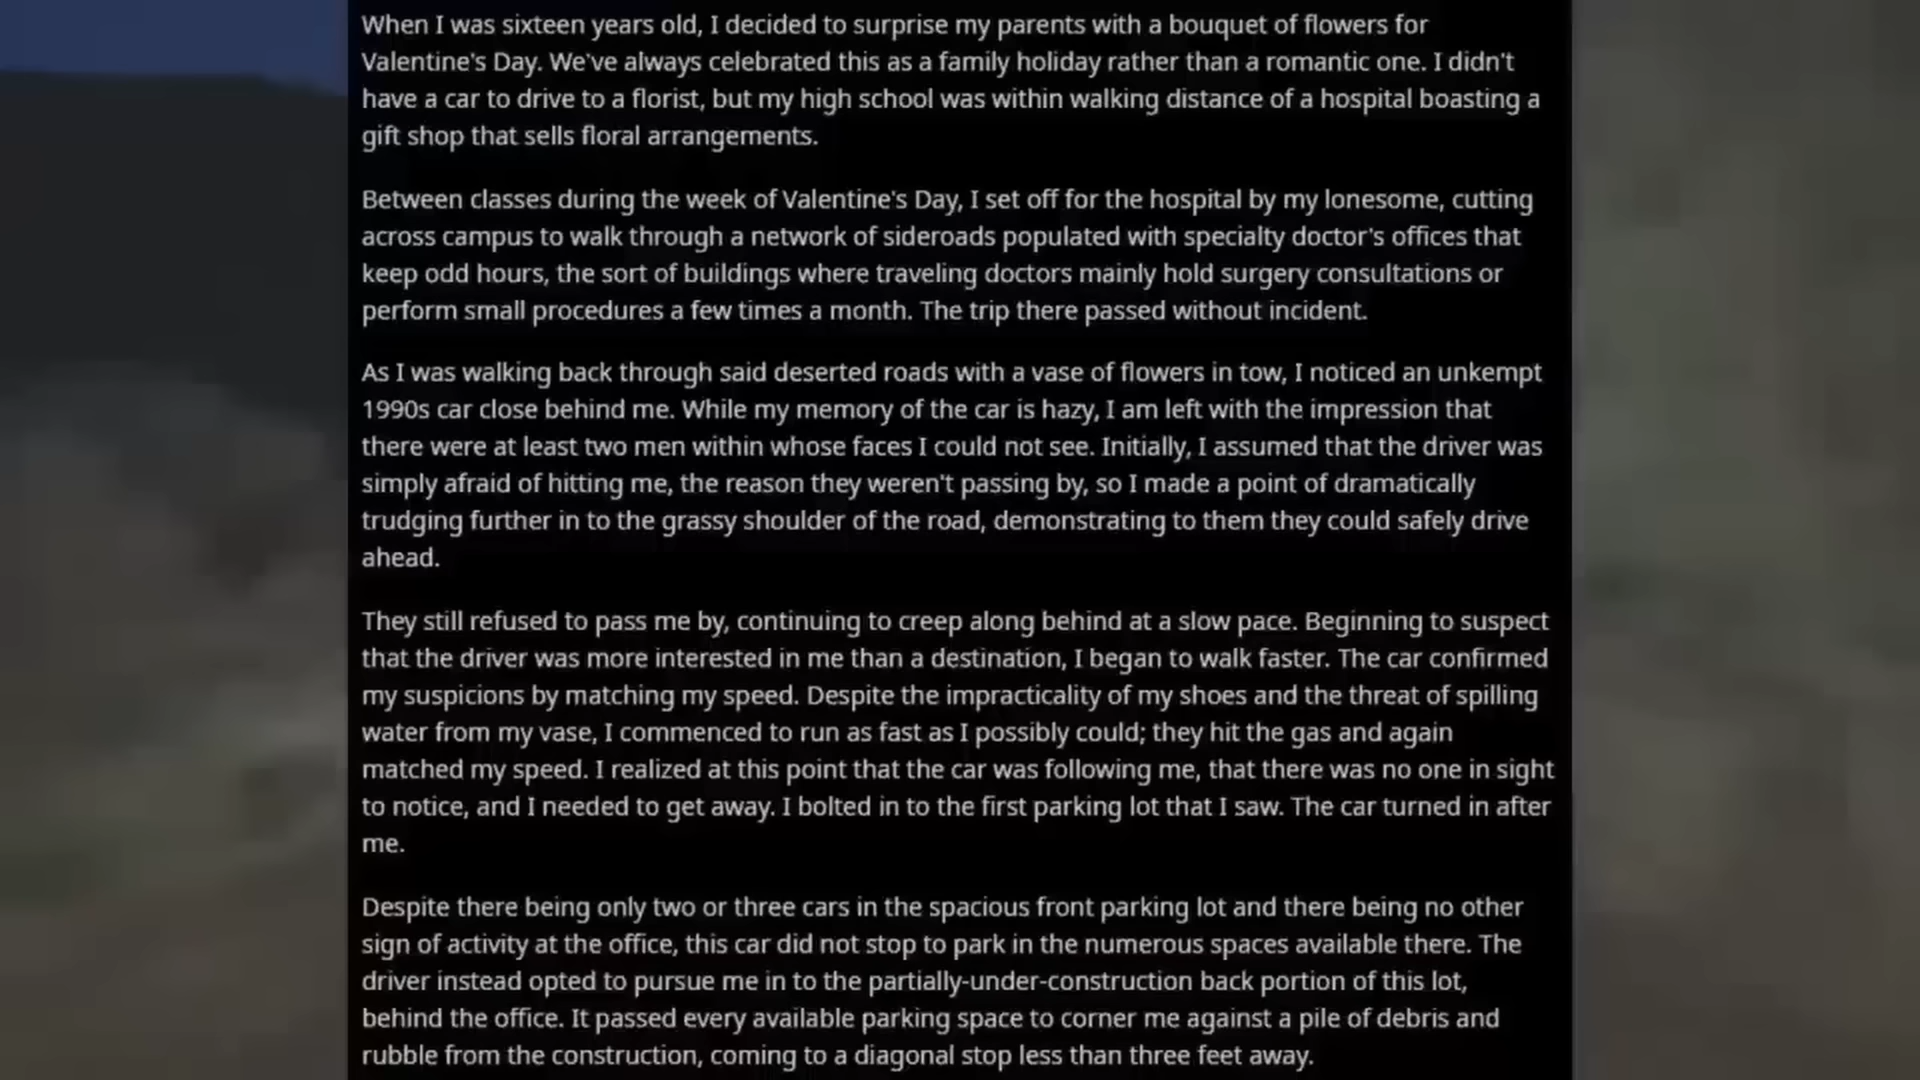 When I was sixteen years old, I decided to surprise my parents with a bouquet of flowers for
Valentine's Day. We've always celebrated this as a family holiday rather than a romantic one. I didn't
have a car to drive to a florist, but my high school was within walking distance of a hospital boasting a
gift shop that sells floral arrangements.
Between classes during the week of Valentine's Day, I set off for the hospital by my lonesome, cutting
across campus to walk through a network of sideroads populated with specialty doctor's offices that
keep odd hours, the sort of buildings where traveling doctors mainly hold surgery consultations or
perform small procedures a few times a month. The trip there passed without incident.
As I was walking back through said deserted roads with a vase of flowers in tow, I noticed an unkempt
1990s car close behind me. While my memory of the car is hazy, I am left with the impression that
there were at least two men within whose faces I could not see. Initially, I assumed that the driver was
simply afraid of hitting me, the reason they weren't passing by, so I made a point of dramatically
trudging further in to the grassy shoulder of the road, demonstrating to them they could safely drive
ahead.
They still refused to pass me by, continuing to creep along behind at a slow pace. Beginning to suspect
that the driver was more interested in me than a destination, I began to walk faster. The car confirmed
my suspicions by matching my speed. Despite the impracticality of my shoes and the threat of spilling
water from my vase, I commenced to run as fast as I possibly could; they hit the gas and again
matched my speed. I realized at this point that the car was following me, that there was no one in sight
to notice, and I needed to get away. I bolted in to the first parking lot that I saw. The car turned in after
me.
Despite there being only two or three cars in the spacious front parking lot and there being no other
sign of activity at the office, this car did not stop to park in the numerous spaces available there. The
driver instead opted to pursue me in to the partially-under-construction back portion of this lot,
behind the office. It passed every available parking space to corner me against a pile of debris and
rubble from the construction, coming to a diagonal stop less than three feet away.